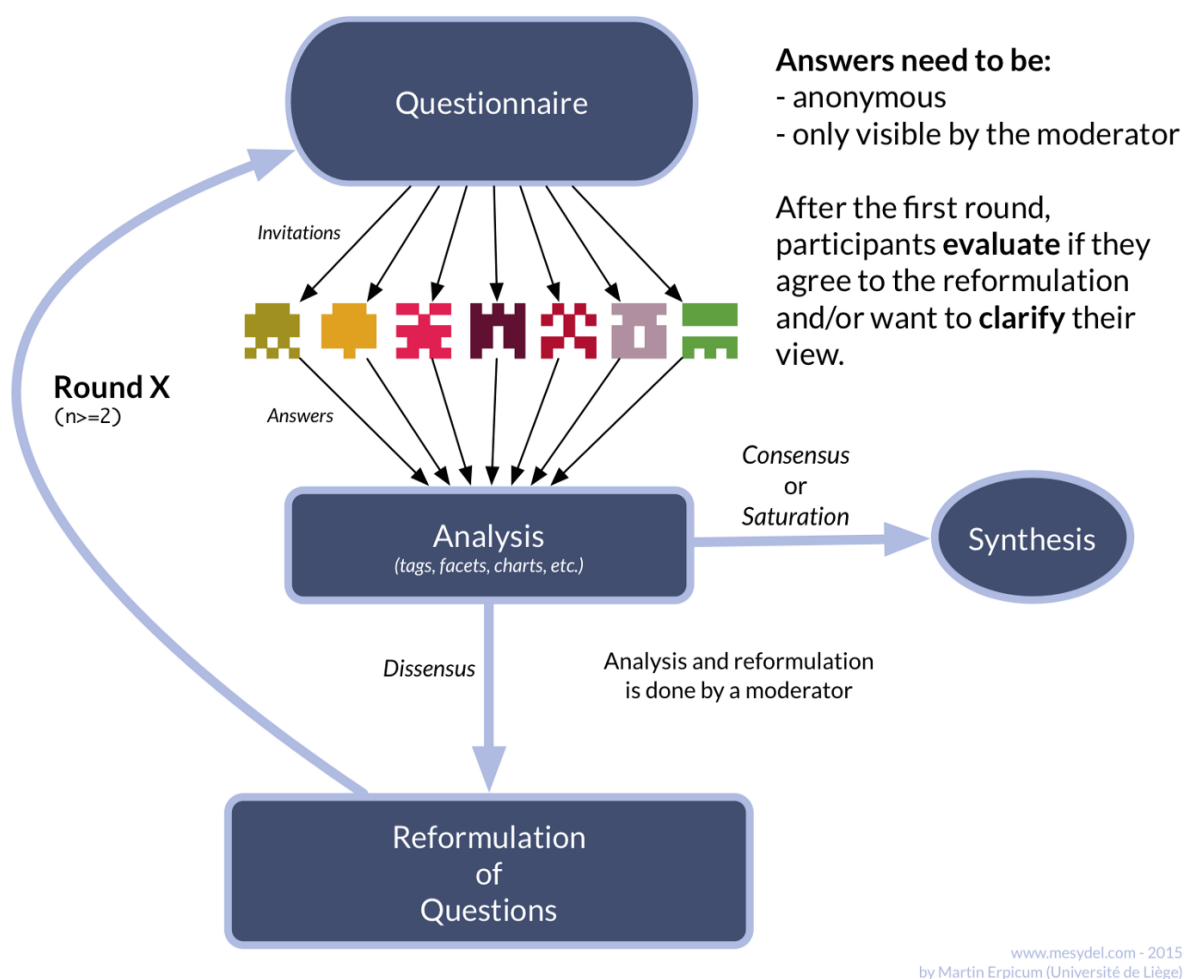 Questionnaire
Answers need to be:
- anonymous
- only visible by the moderator
After the first round,
participants evaluate if they
agree to the reformulation
and/or want to clarify their
view.
Invitations
Round X
(n>=2)
Answers
Analysis
(tags, facets, charts, etc.)
Consensus
or
Saturation
Synthesis
Dissensus
Analysis and reformulation
is done by a moderator
Reformulation
of
Questions
www.mesydel.com - 2015
by Martin Erpicum (Université de Liège)